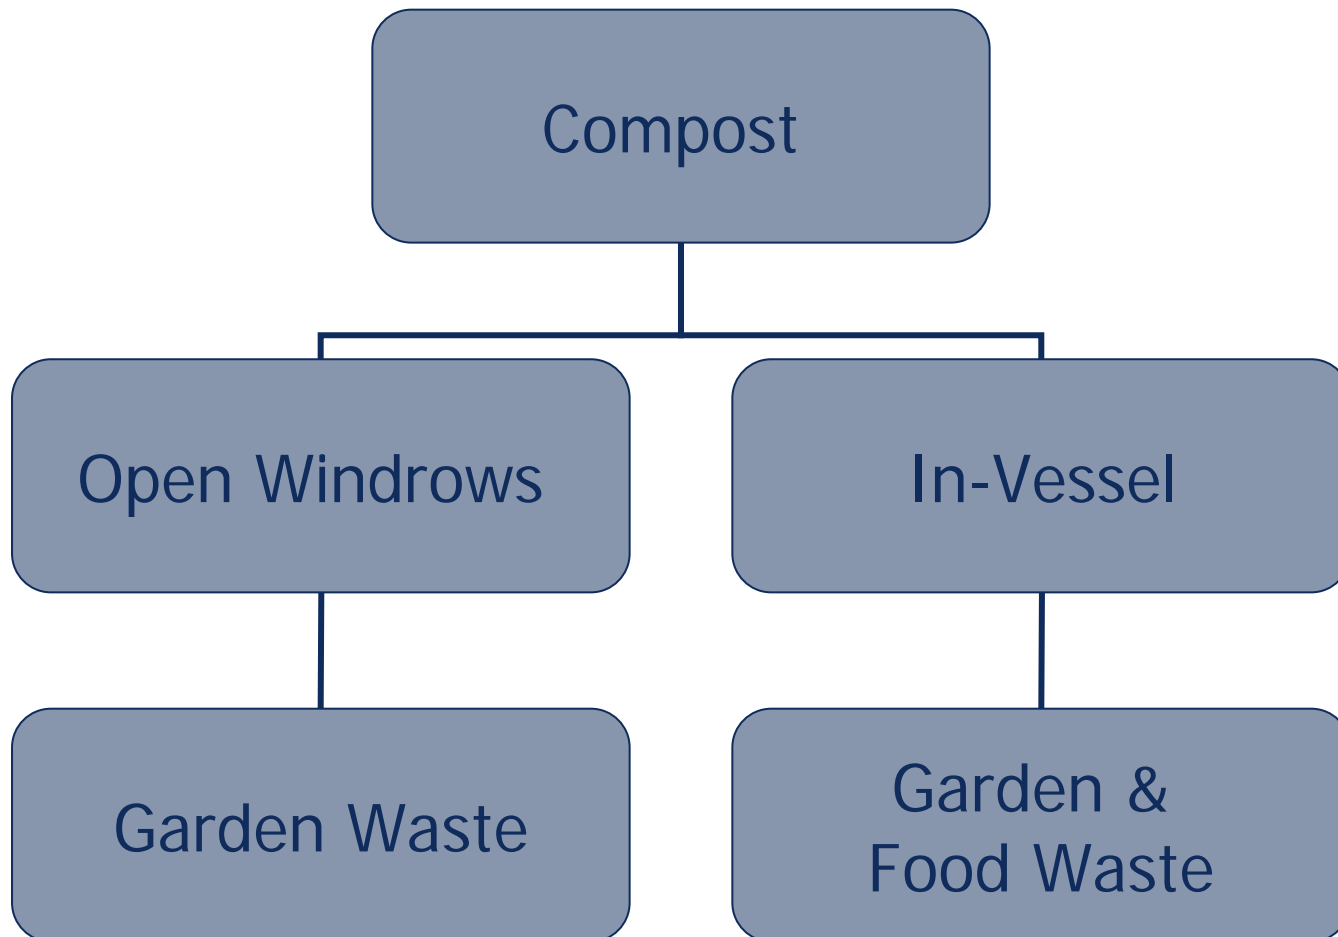 Compost
Open Windrows
In-Vessel
Garden Waste
Garden &
Food Waste